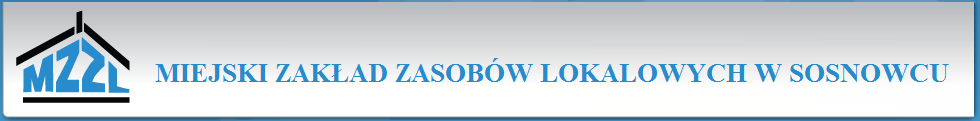 MZZL
MIEJSKI ZAKŁAD ZASOBÓW LOKALOWYCH W SOSNOWCU